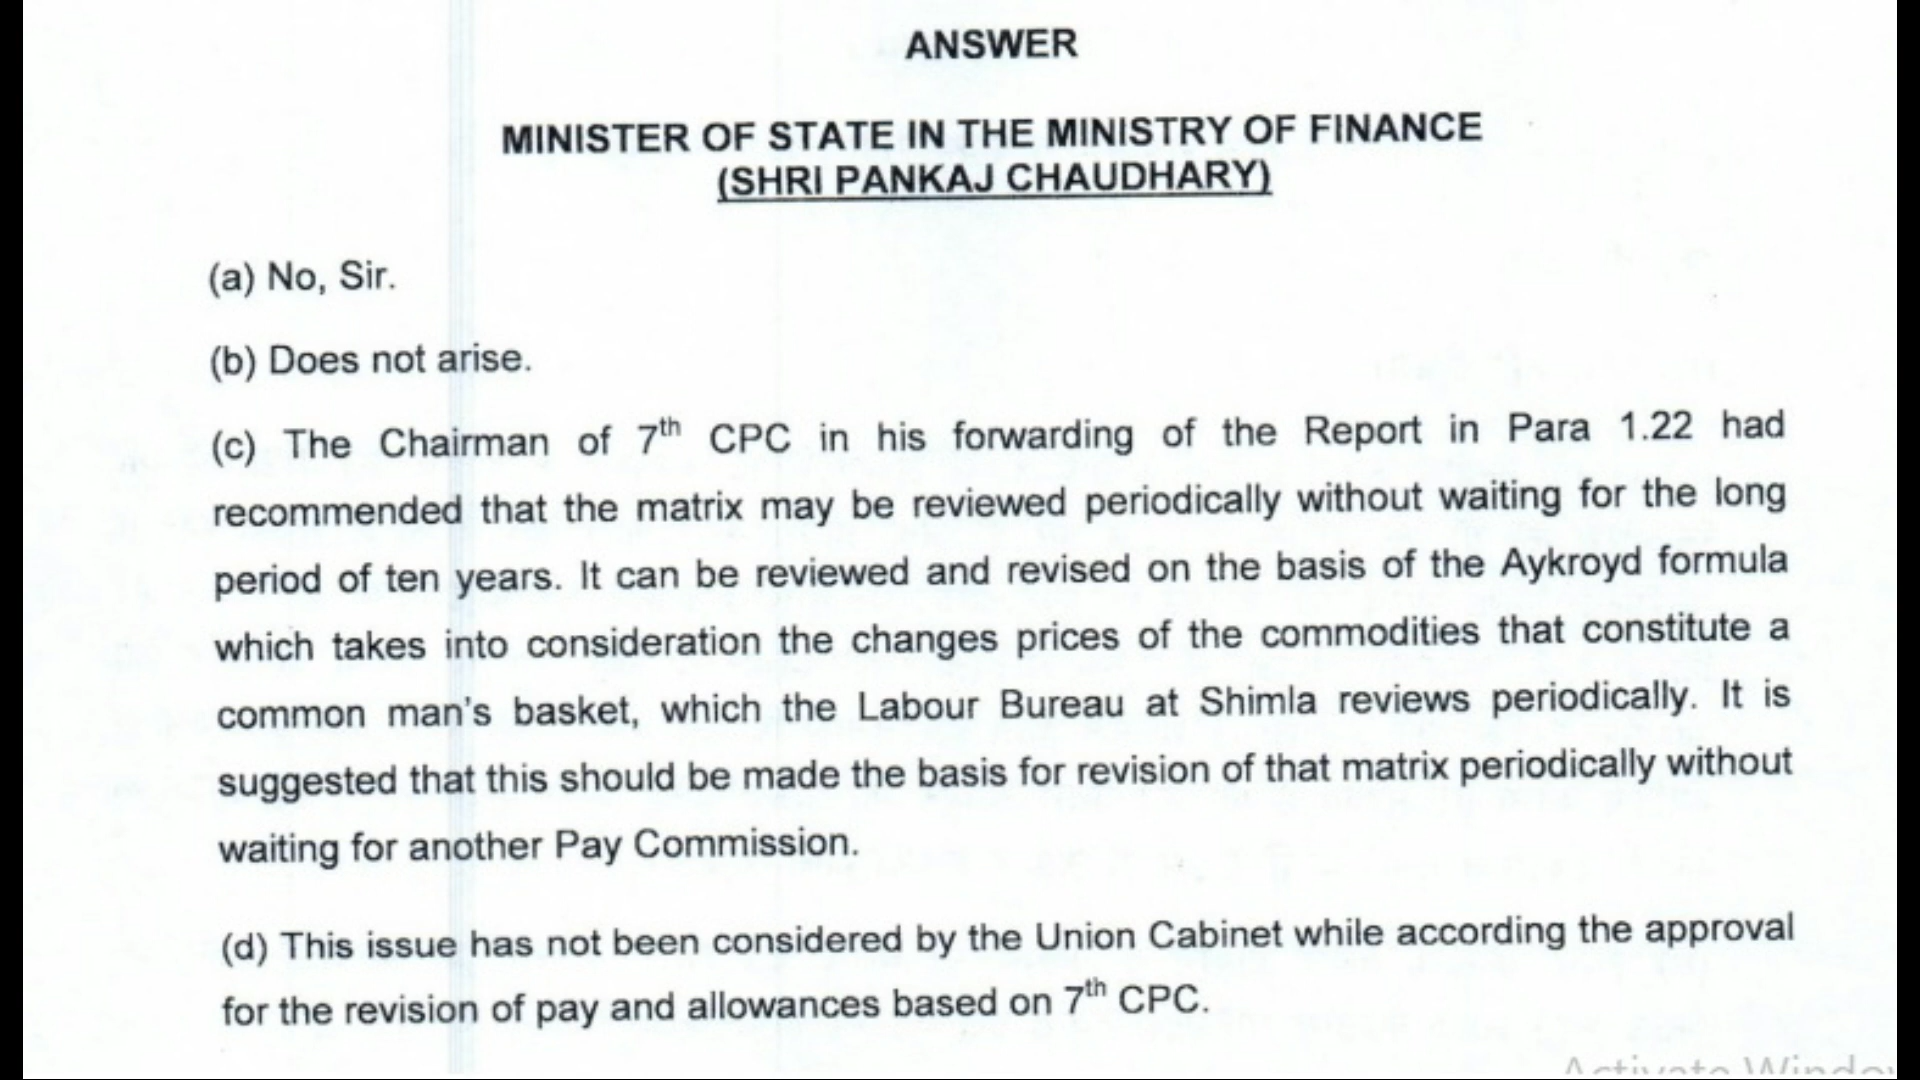 ANSWER
MINISTER OF STATE IN THE MINISTRY OF FINANCE
(SHRI PANKAJ CHAUDHARY)
(a) No, Sir.
(b) Does not arise.
(c) The Chairman of 7th CPC in his forwarding of the Report in Para 1.22 had
recommended that the matrix may be reviewed periodically without waiting for the long
period of ten years. It can be reviewed and revised on the basis of the Aykroyd formula
which takes into consideration the changes prices of the commodities that constitute a
common man's basket, which the Labour Bureau at Shimla reviews periodically. It is
suggested that this should be made the basis for revision of that matrix periodically without
waiting for another Pay Commission.
(d) This issue has not been considered by the Union Cabinet while according the approval
for the revision of pay and allowances based on 7th CPC.
Activate Window